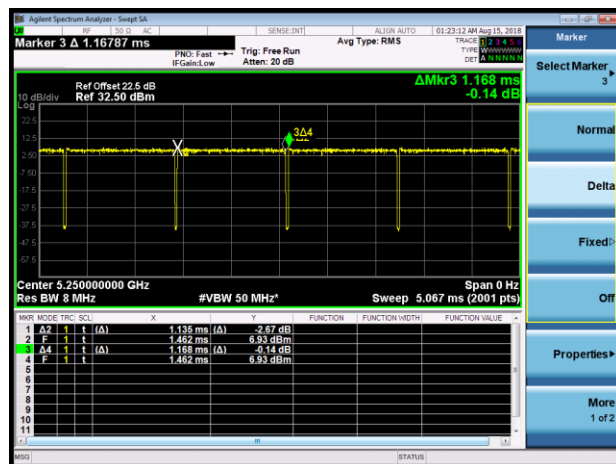 Agilent Spectrum Analyzer - Swept SA
RF 50 Ω AC SENSE:INT ALIGN AUTO 01:23:12 AM Aug 15, 2018
Marker 3 Δ 1.16787 ms
PNO: Fast
IFGain:Low
Trig: Free Run
Atten: 20 dB
Avg Type: RMS
TRACE 1 2 3 4 5 6
TYPE WWWWWW
DET A N N N N N
Ref Offset 22.5 dB
10 dB/div Ref 32.50 dBm
ΔMkr3 1.168 ms
-0.14 dB
Log
22.5
12.5
2.50
-7.50
-17.5
-27.5
-37.5
-47.5
-57.5
3Δ4
Center 5.250000000 GHz Span 0 Hz
Res BW 8 MHz #VBW 50 MHz* Sweep 5.067 ms (2001 pts)
MKR MODE TRC SCL X Y FUNCTION FUNCTION WIDTH FUNCTION VALUE
1 Δ2 1 t (Δ) 1.135 ms (Δ) -2.67 dB
2 F 1 t 1.462 ms 6.93 dBm
3 Δ4 1 t (Δ) 1.168 ms (Δ) -0.14 dB
4 F 1 t 1.462 ms 6.93 dBm
5
6
7
8
9
10
11
MSG STATUS
Marker
Select Marker
3
Normal
Delta
Fixed
Off
Properties
More
1 of 2